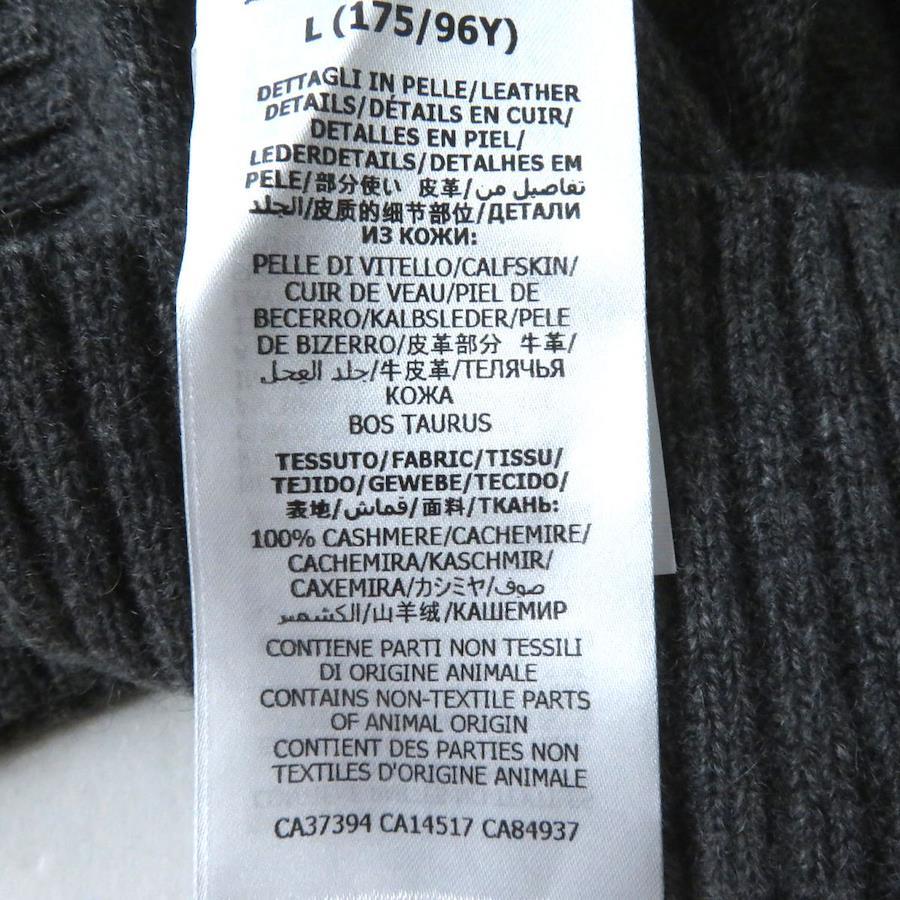 L (175/96Y)
DETTAGLI IN PELLE/LEATHER
DETAILS/DÉTAILS EN CUIR/
DETALLES EN PIEL/
LEDERDETAILS/DETALHES EM
PELE/部分使い 皮革/تفاصيل من
الجلد/皮质的细节部位/ДЕТАЛИ
ИЗ КОЖИ:
PELLE DI VITELLO/CALFSKIN/
CUIR DE VEAU/PIEL DE
BECERRO/KALBSLEDER/PELE
DE BIZERRO/皮革部分 牛革/
جلد العجل/牛皮革/ТЕЛЯЧЬЯ
КОЖА
BOS TAURUS
TESSUTO/FABRIC/TISSU/
TEJIDO/GEWEBE/TECIDO/
表地/قماش/面料/ТКАНЬ:
100% CASHMERE/CACHEMIRE/
CACHEMIRA/KASCHMIR/
CAXEMIRA/カシミヤ/صوف
الكشمير/山羊绒/КАШЕМИР
CONTIENE PARTI NON TESSILI
DI ORIGINE ANIMALE
CONTAINS NON-TEXTILE PARTS
OF ANIMAL ORIGIN
CONTIENT DES PARTIES NON
TEXTILES D'ORIGINE ANIMALE
CA37394 CA14517 CA84937